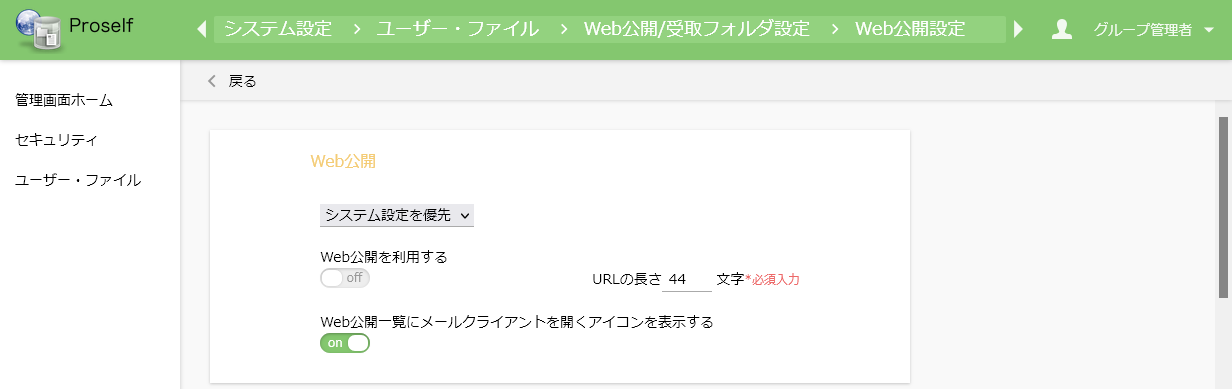 Proself
システム設定 > ユーザー・ファイル > Web公開/受取フォルダ設定 > Web公開設定
グループ管理者
戻る
管理画面ホーム
セキュリティ
ユーザー・ファイル
Web公開
システム設定を優先
Web公開を利用する
off
URLの長さ 44 文字*必須入力
Web公開一覧にメールクライアントを開くアイコンを表示する
on